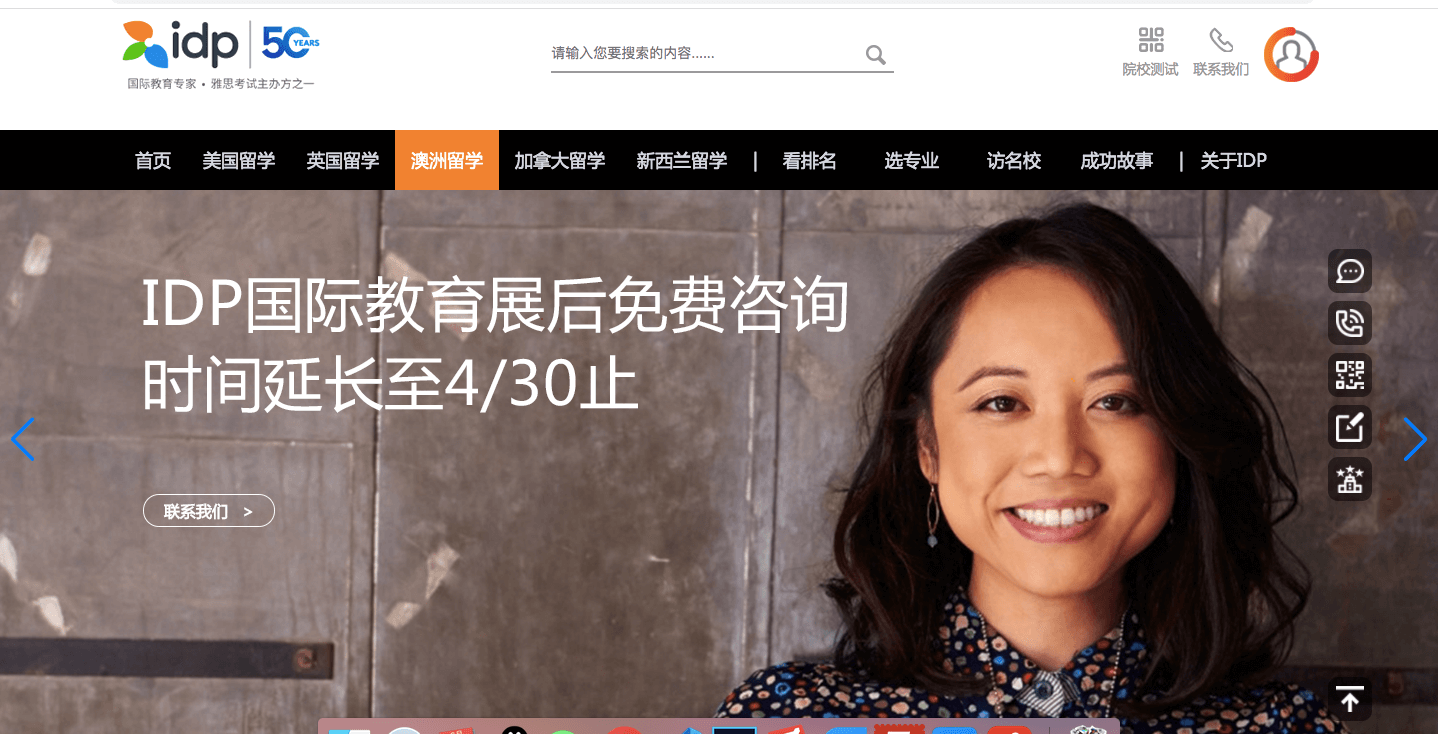 idp 50 YEARS
国际教育专家 • 雅思考试主办方之一
请输入您要搜索的内容......
院校测试 联系我们
首页 美国留学 英国留学 澳洲留学 加拿大留学 新西兰留学 | 看排名 选专业 访名校 成功故事 | 关于IDP
IDP国际教育展后免费咨询
时间延长至4/30止
联系我们 >